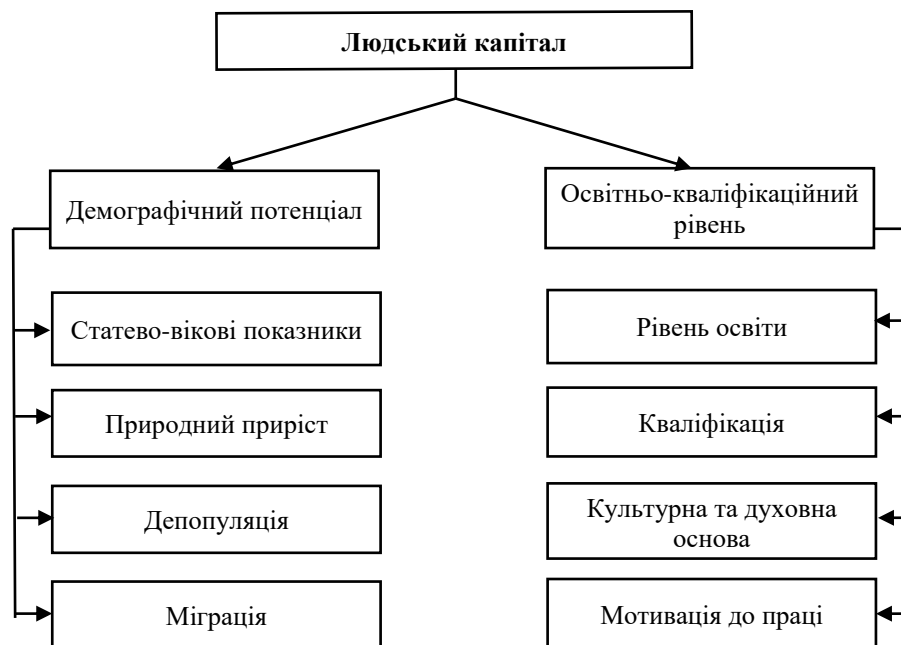 Людський капітал
Демографічний потенціал
Освітньо-кваліфікаційний
рівень
Статево-вікові показники
Рівень освіти
Природний приріст
Кваліфікація
Депопуляція
Культурна та духовна
основа
Міграція
Мотивація до праці